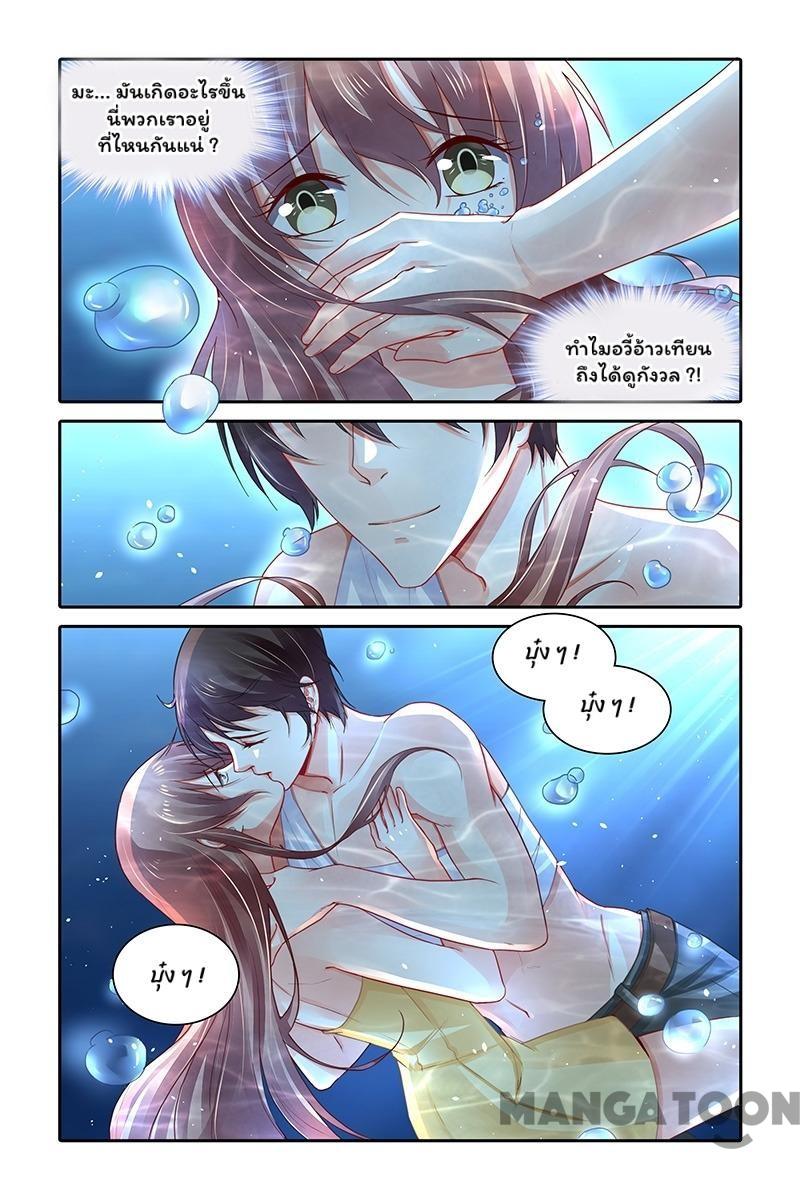 มะ... มันเกิดอะไรขึ้น
นี่พวกเราอยู่
ที่ไหนกันแน่ ?
ทำไมอวี้อ้าวเทียน
ถึงได้ดูกังวล ?!
บุ๋ง ๆ !
บุ๋ง ๆ !
บุ๋ง ๆ !
MANGATOON